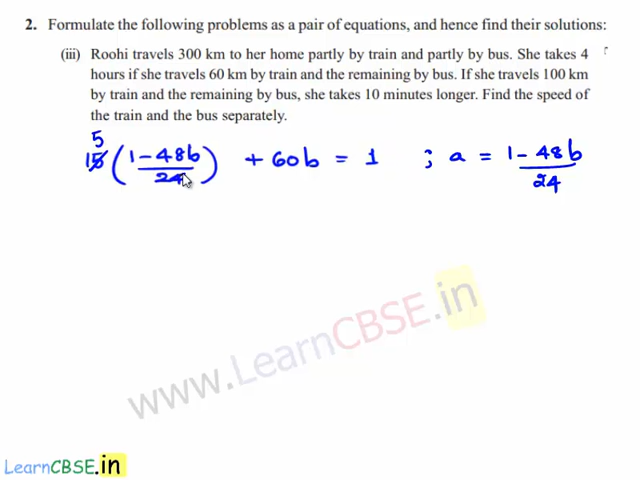 2. Formulate the following problems as a pair of equations, and hence find their solutions:
(iii) Roohi travels 300 km to her home partly by train and partly by bus. She takes 4
hours if she travels 60 km by train and the remaining by bus. If she travels 100 km
by train and the remaining by bus, she takes 10 minutes longer. Find the speed of
the train and the bus separately.
5
15 (1 - 48b / 24) + 60b = 1 ; a = 1 - 48b / 24
www.LearnCBSE.in
LearnCBSE.in